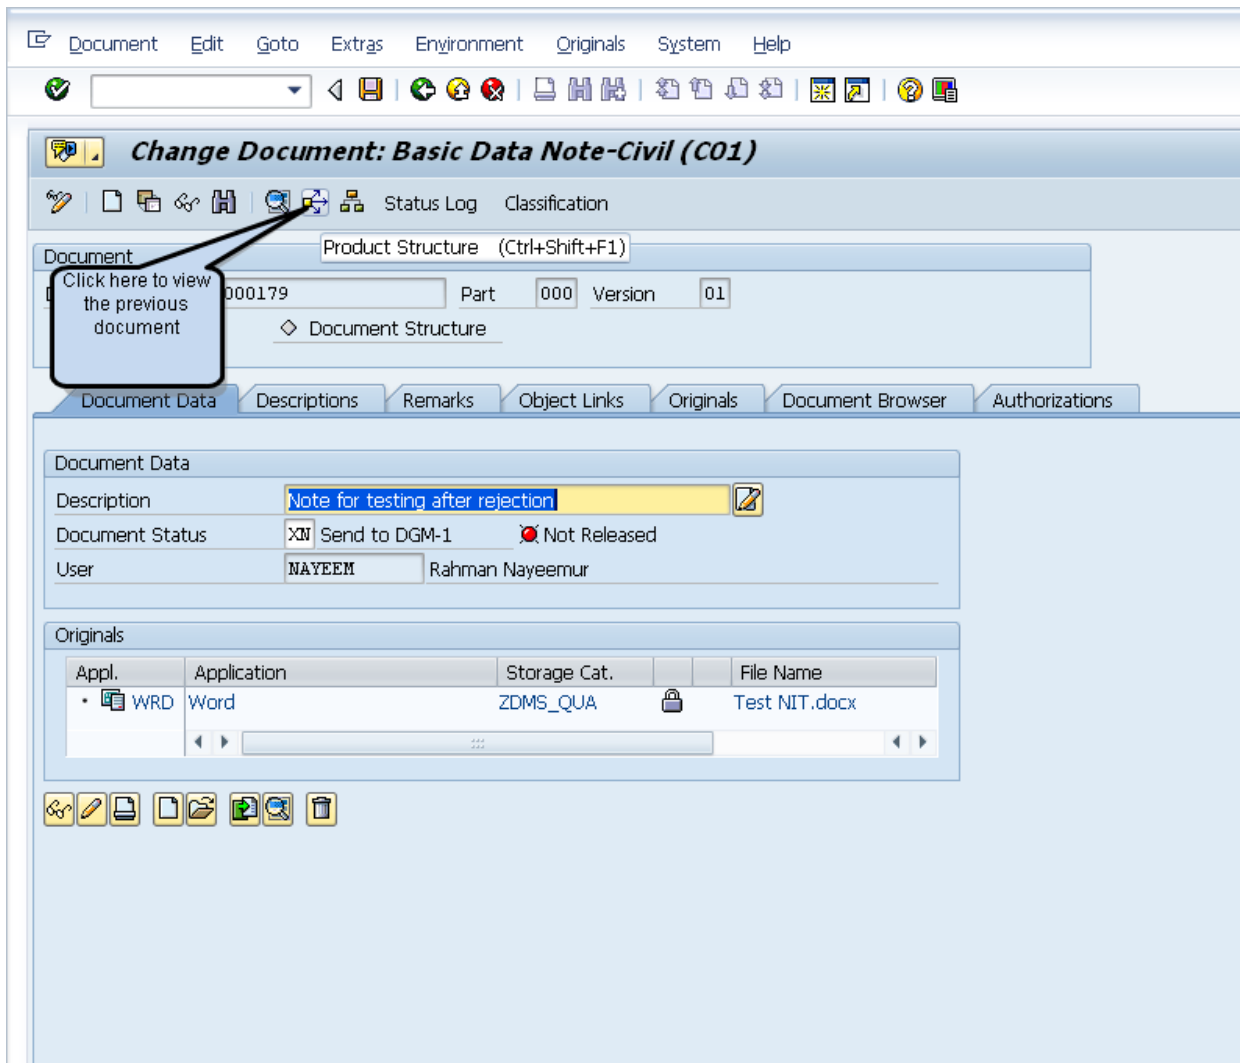 Document Edit Goto Extras Environment Originals System Help
Change Document: Basic Data Note-Civil (C01)
Status Log Classification
Product Structure (Ctrl+Shift+F1)
Document
Click here to view
the previous
document
000179 Part 000 Version 01
Document Structure
Document Data Descriptions Remarks Object Links Originals Document Browser Authorizations
Document Data
Description Note for testing after rejection
Document Status XN Send to DGM-1 Not Released
User NAYEEM Rahman Nayeemur
Originals
Appl. Application Storage Cat. File Name
WRD Word ZDMS_QUA Test NIT.docx